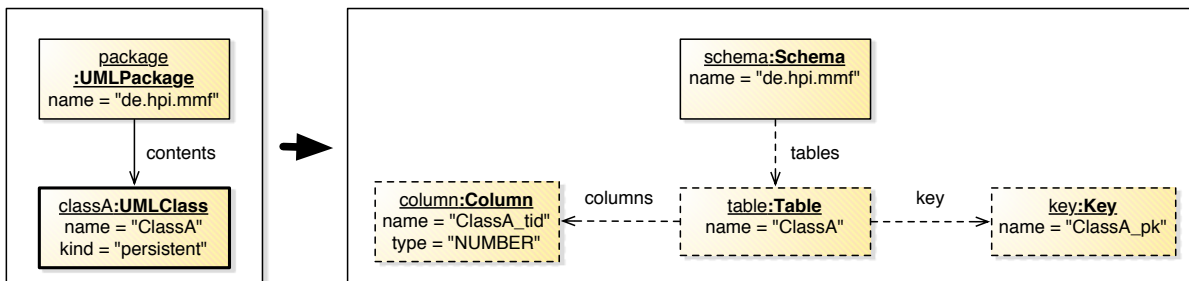 package
:UMLPackage
name = "de.hpi.mmf"
contents
classA:UMLClass
name = "ClassA"
kind = "persistent"
schema:Schema
name = "de.hpi.mmf"
tables
column:Column
name = "ClassA_tid"
type = "NUMBER"
columns
table:Table
name = "ClassA"
key
key:Key
name = "ClassA_pk"